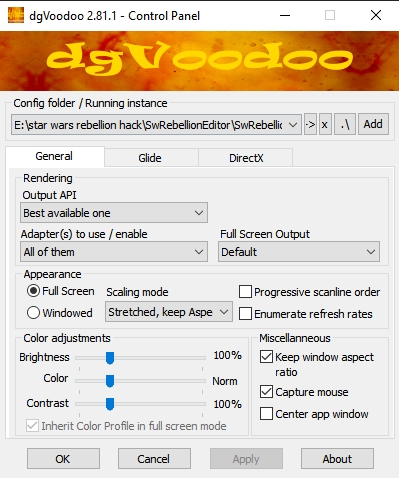 dgVoodoo 2.81.1 - Control Panel
dgVoodoo
Config folder / Running instance
E:\star wars rebellion hack\SwRebellionEditor\SwRebellic -> x .\ Add
General Glide DirectX
Rendering
Output API
Best available one
Adapter(s) to use / enable Full Screen Output
All of them Default
Appearance
Full Screen Scaling mode Progressive scanline order
Windowed Stretched, keep Aspe Enumerate refresh rates
Color adjustments Miscellaneous
Brightness 100% Keep window aspect
ratio
Color Norm Capture mouse
Contrast 100% Center app window
Inherit Color Profile in full screen mode
OK Cancel Apply About